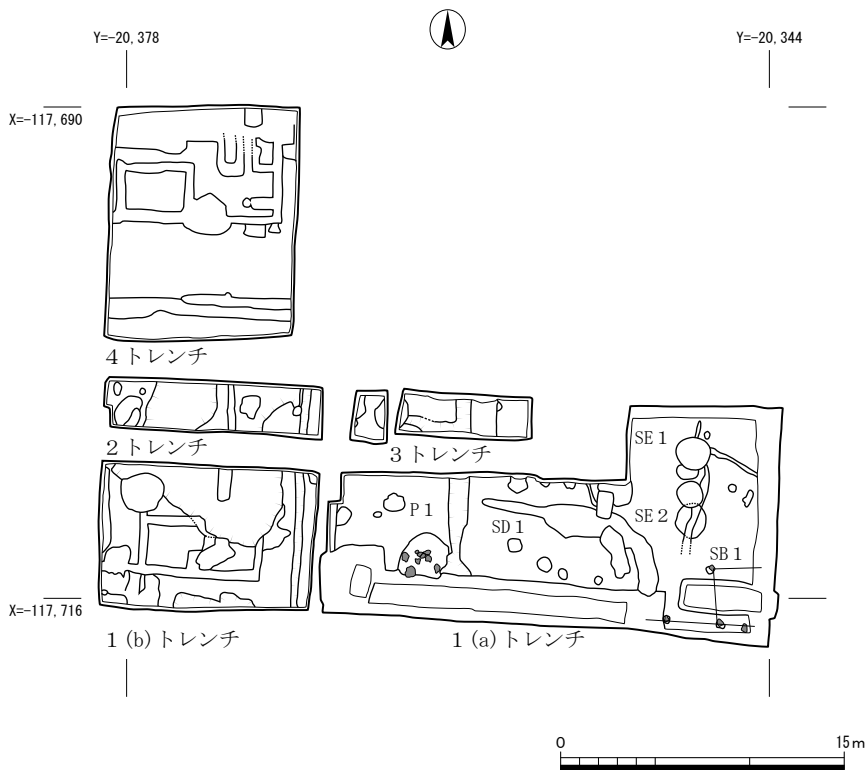 Y=-20,378
Y=-20,344
X=-117,690
4トレンチ
2トレンチ
3トレンチ
SE1
P1
SD1
SE2
SB1
X=-117,716
1(b)トレンチ
1(a)トレンチ
0
15m